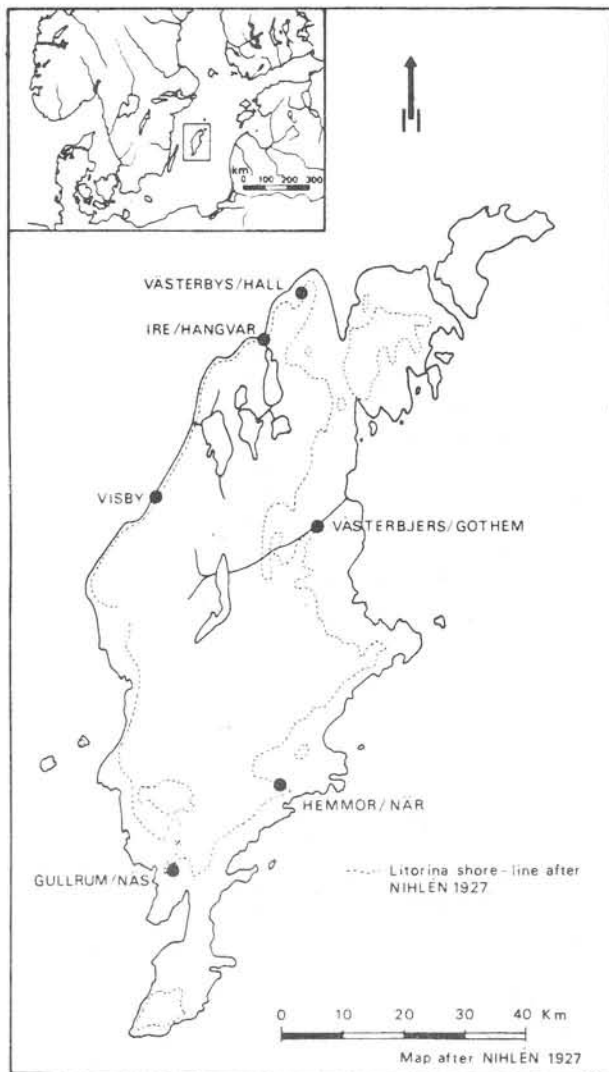 km
0 100 200 300
VÄSTERBYS/HALL
IRE/HANGVAR
VISBY
VÄSTERBJERS/GOTHEM
HEMMOR/NÄR
GULLRUM/NÄS
Litorina shore-line after
NIHLÉN 1927
0 10 20 30 40 Km
Map after NIHLÉN 1927